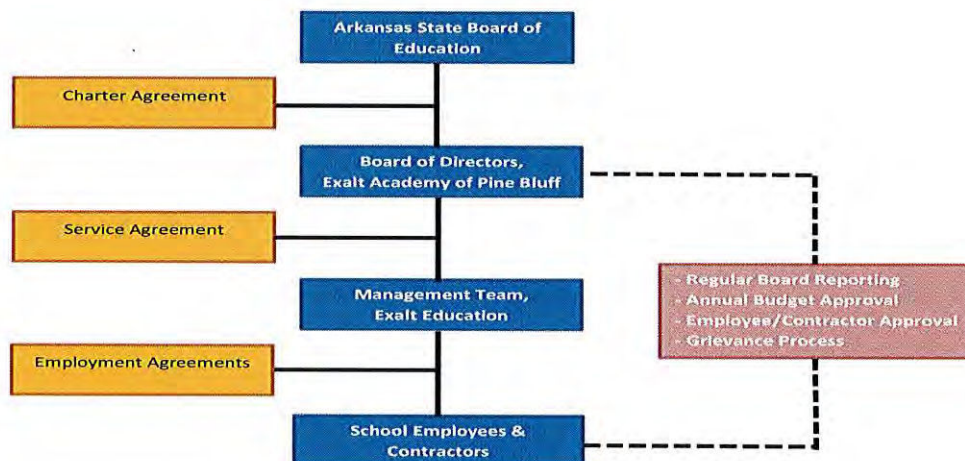 Arkansas State Board of
Education
Charter Agreement
Board of Directors,
Exalt Academy of Pine Bluff
Service Agreement
- Regular Board Reporting
- Annual Budget Approval
- Employee/Contractor Approval
- Grievance Process
Management Team,
Exalt Education
Employment Agreements
School Employees &
Contractors